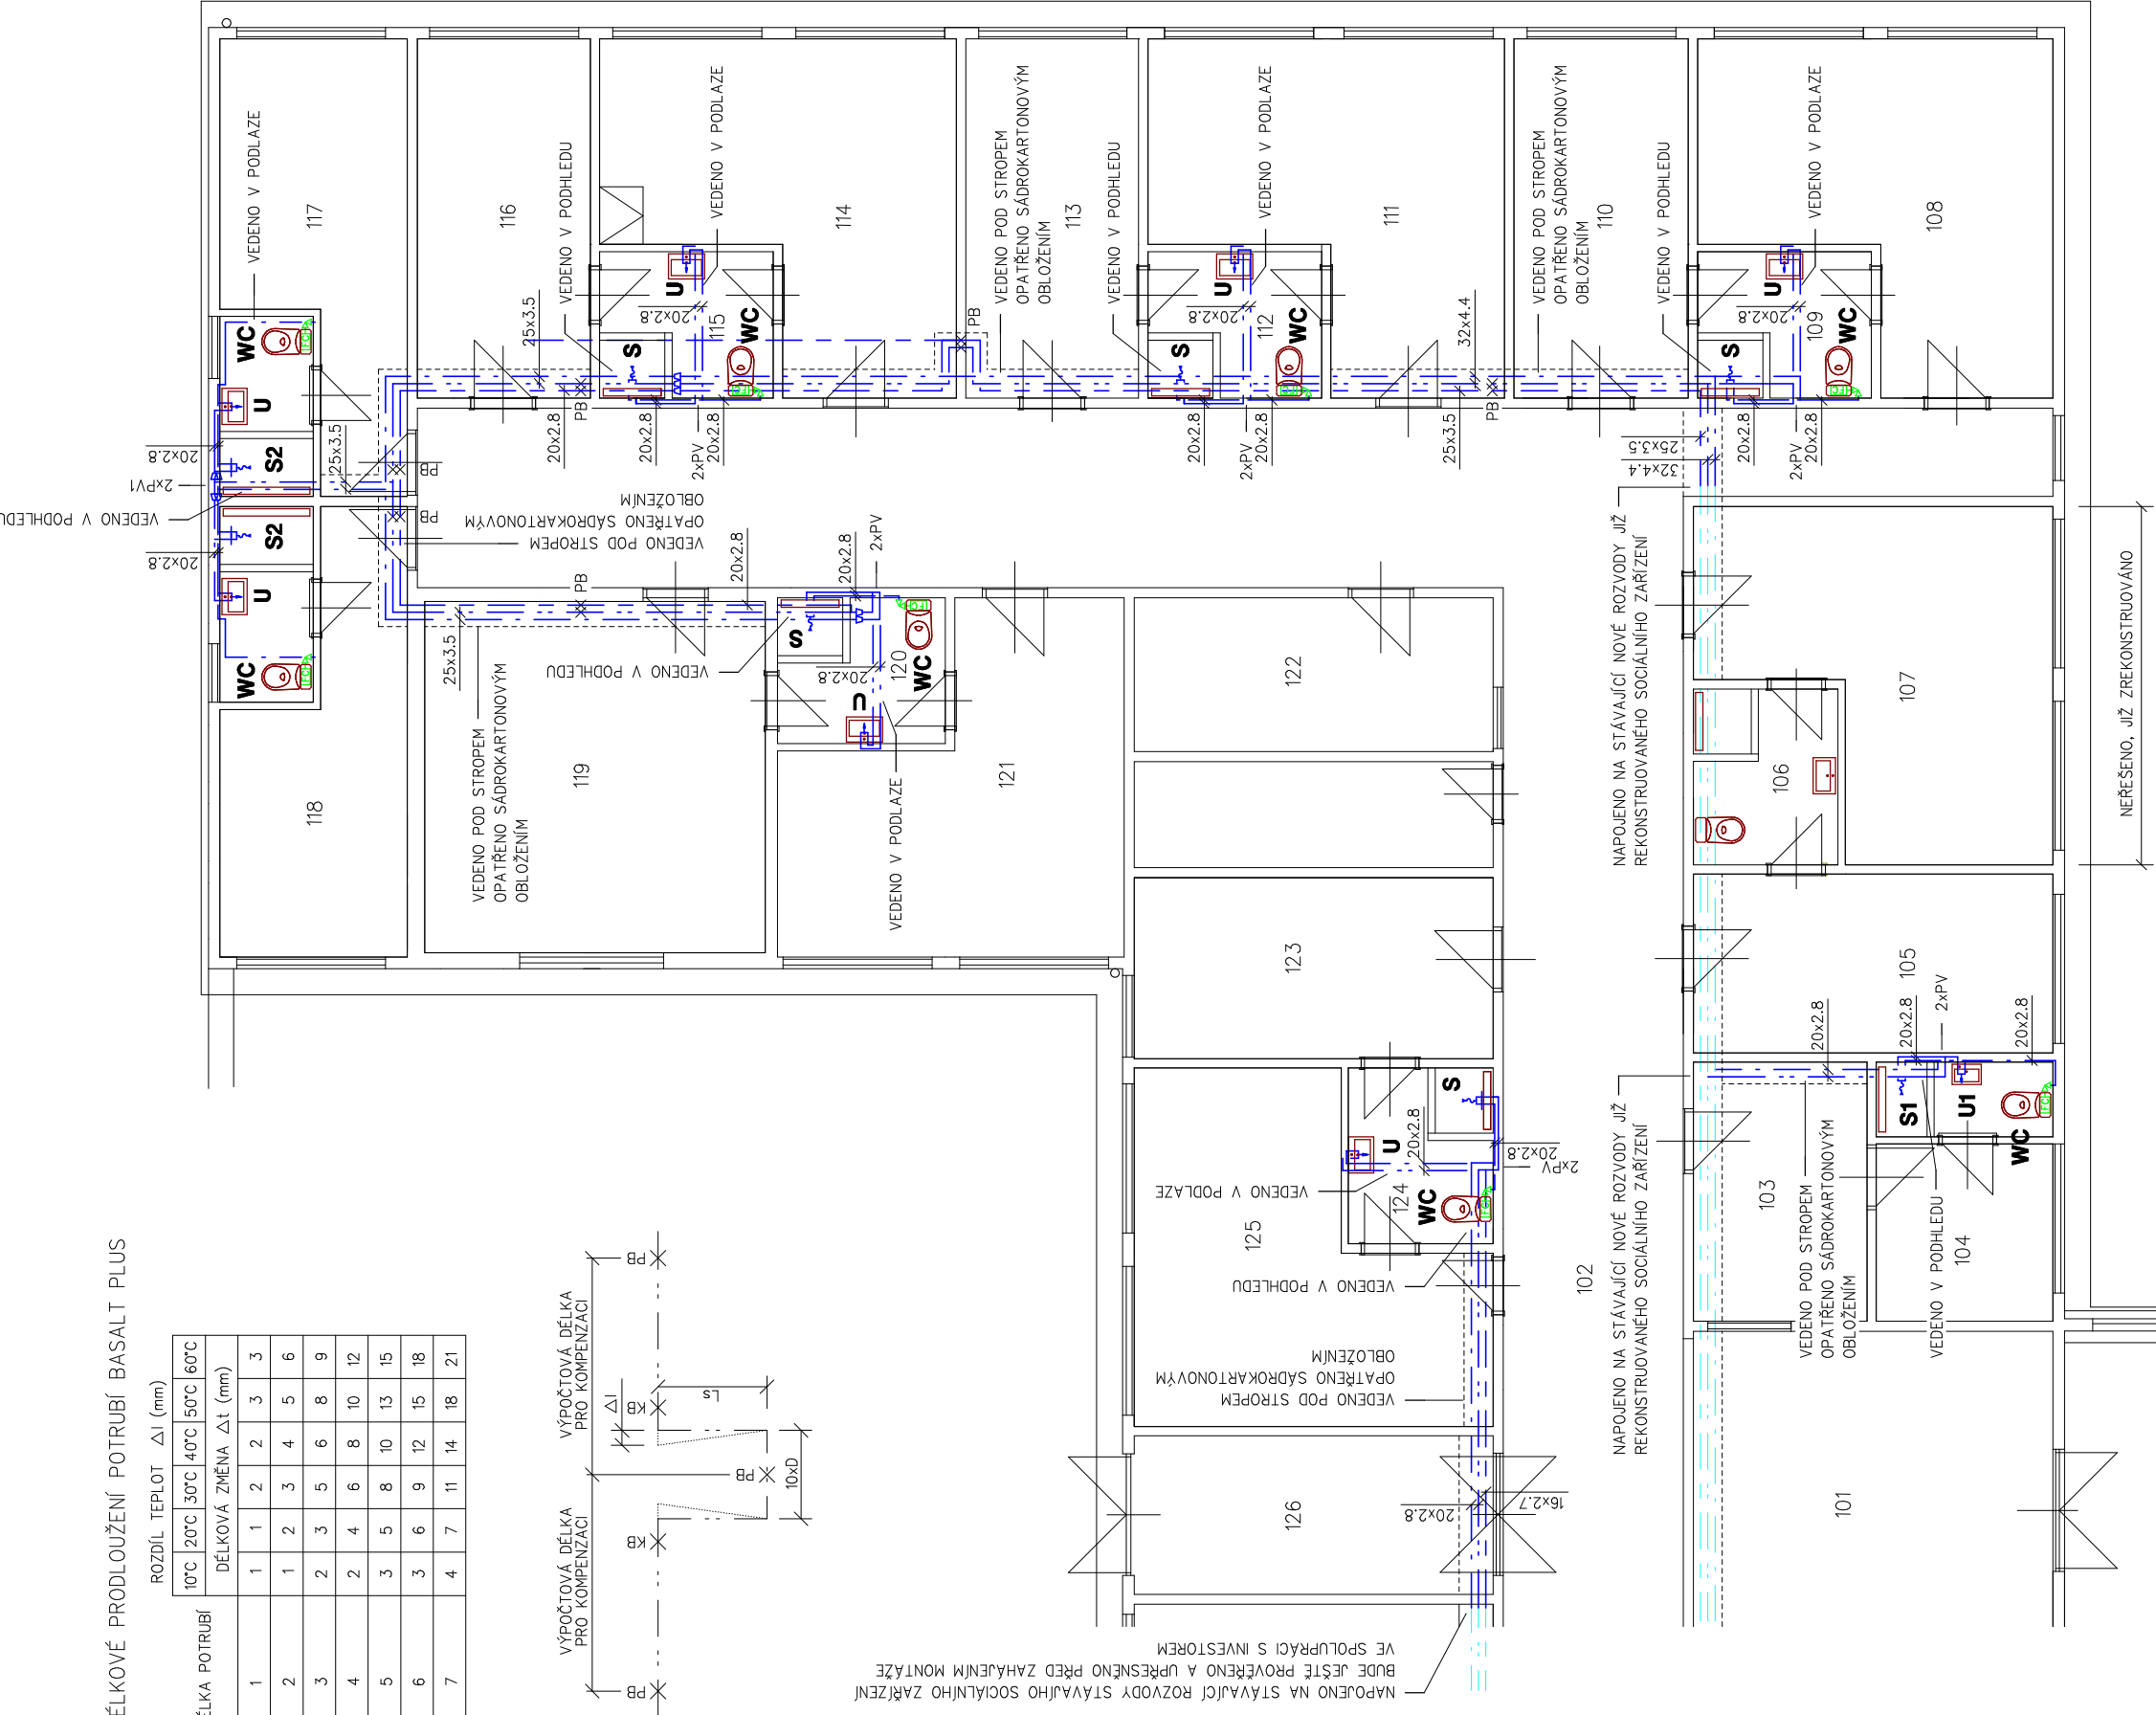 VEDENO V PODLAZE
117
116
VEDENO V PODHLEDU
VEDENO V PODLAZE
114
VEDENO POD STROPEM
OPATŘENO SÁDROKARTONOVÝM
OBLOŽENÍM
113
VEDENO V PODHLEDU
VEDENO V PODLAZE
111
VEDENO POD STROPEM
OPATŘENO SÁDROKARTONOVÝM
OBLOŽENÍM
110
VEDENO V PODHLEDU
VEDENO V PODLAZE
108
WC
U
S2
S2
U
WC
20x2.8
2xPV1
VEDENO V PODHLEDU
20x2.8
25x3.5
PB
PB
25x3.5
20x2.8
PB
S
U
20x2.8
115
WC
20x2.8
2xPV
20x2.8
PB
S
U
20x2.8
112
WC
20x2.8
2xPV
20x2.8
32x4.4
25x3.5
PB
S
U
20x2.8
109
WC
20x2.8
2xPV
20x2.8
25x3.5
32x4.4
VEDENO POD STROPEM
OPATŘENO SÁDROKARTONOVÝM
OBLOŽENÍM
PB
20x2.8
20x2.8
2xPV
118
25x3.5
VEDENO POD STROPEM
OPATŘENO SÁDROKARTONOVÝM
OBLOŽENÍM
119
VEDENO V PODHLEDU
S
20x2.8
120
WC
U
VEDENO V PODLAZE
121
122
123
NAPOJENO NA STÁVAJÍCÍ NOVÉ ROZVODY JIŽ
REKONSTRUOVANÉHO SOCIÁLNÍHO ZAŘÍZENÍ
107
106
NEŘEŠENO, JIŽ ZREKONSTRUOVÁNO
105
20x2.8
20x2.8
2xPV
20x2.8
S1
U1
WC
103
104
VEDENO POD STROPEM
OPATŘENO SÁDROKARTONOVÝM
OBLOŽENÍM
VEDENO V PODHLEDU
NAPOJENO NA STÁVAJÍCÍ NOVÉ ROZVODY JIŽ
REKONSTRUOVANÉHO SOCIÁLNÍHO ZAŘÍZENÍ
102
101
S
U
20x2.8
20x2.8
2xPV
VEDENO V PODLAZE
124
WC
125
VEDENO V PODHLEDU
VEDENO POD STROPEM
OPATŘENO SÁDROKARTONOVÝM
OBLOŽENÍM
126
20x2.8
16x2.7
NAPOJENO NA STÁVAJÍCÍ ROZVODY STÁVAJÍHO SOCIÁLNÍHO ZAŘÍZENÍ
BUDE JEŠTĚ PROVĚŘENO A UPŘESNĚNO PŘED ZAHÁJENÍM MONTÁŽE
VE SPOLUPRÁCI S INVESTOREM
ÉLKOVÉ PRODLOUŽENÍ POTRUBÍ BASALT PLUS
ROZDÍL TEPLOT △l (mm)
10°C 20°C 30°C 40°C 50°C 60°C
ÉLKA POTRUBÍ
DÉLKOVÁ ZMĚNA △t (mm)
1 1 1 2 2 3 3
2 1 2 3 4 5 6
3 2 3 5 6 8 9
4 2 4 6 8 10 12
5 3 5 8 10 13 15
6 3 6 9 12 15 18
7 4 7 11 14 18 21
VÝPOČTOVÁ DÉLKA
PRO KOMPENZACI
VÝPOČTOVÁ DÉLKA
PRO KOMPENZACI
PB
KB
PB
KB
PB
△l
Ls
10xD